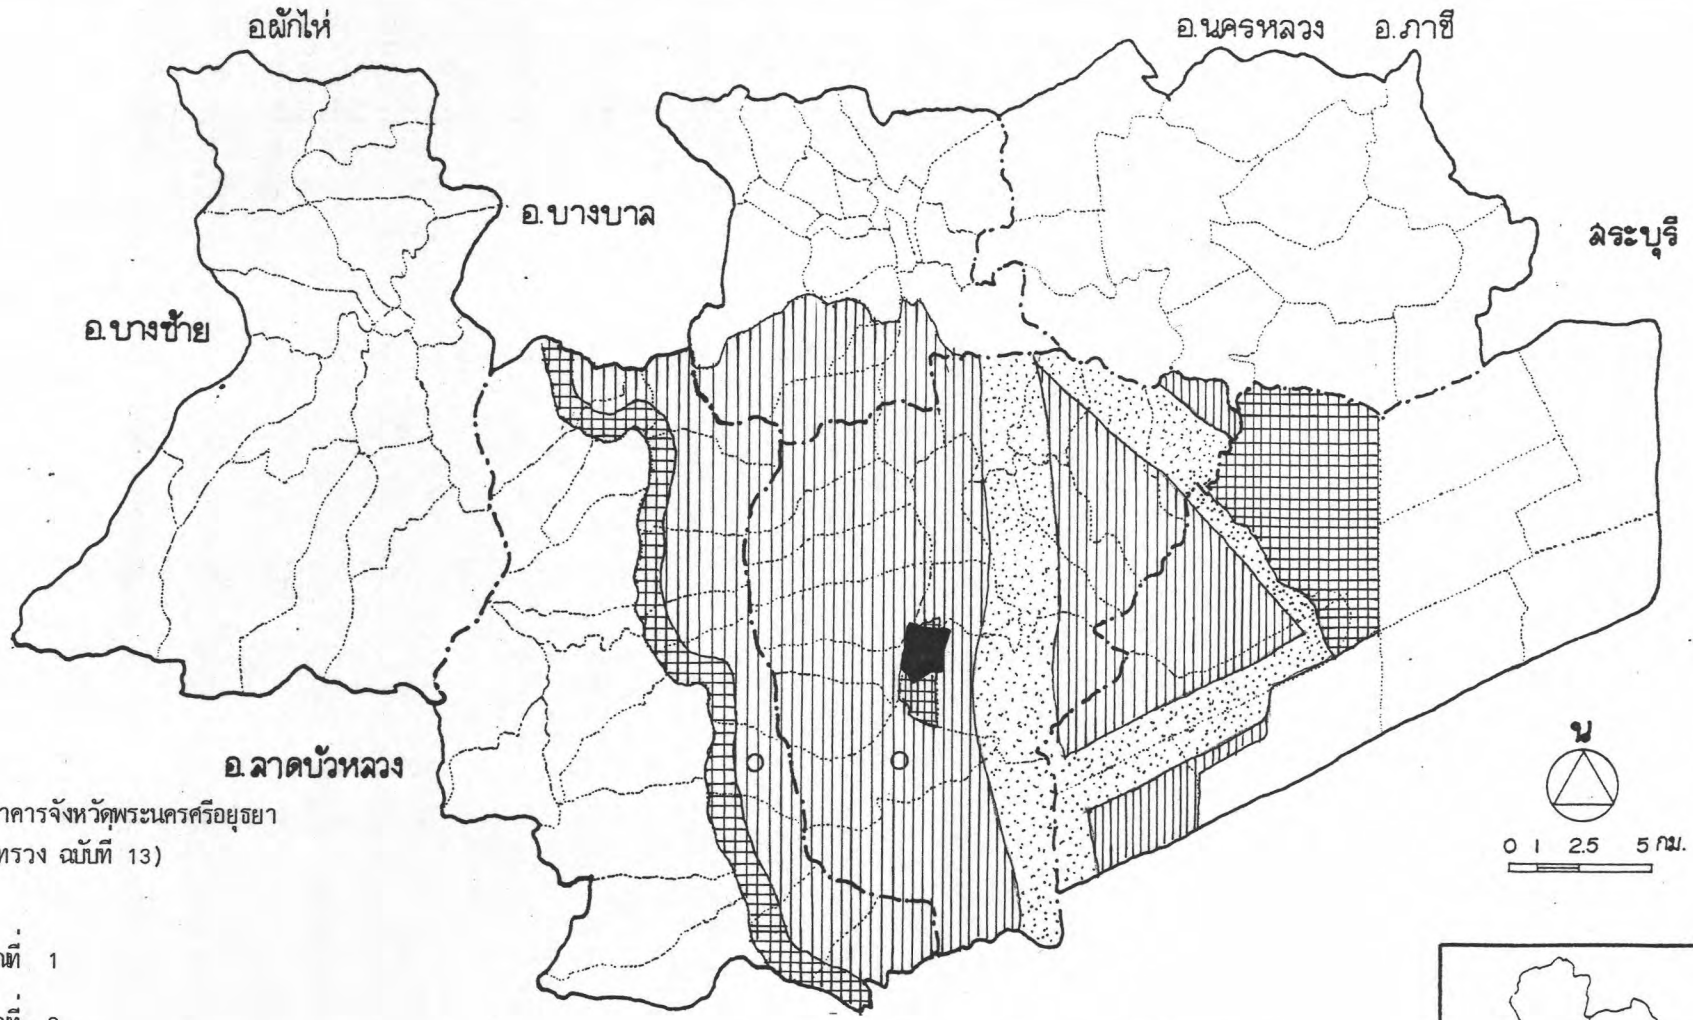 อ.ผักไห่
อ.นครหลวง อ.ภาชี
อ.บางบาล
สระบุรี
อ.บางซ้าย
น
อ.ลาดบัวหลวง
าคารจังหวัดพระนครศรีอยุธยา
ทรวง ฉบับที่ 13)
0 1 2.5 5 กม.
ที่ 1